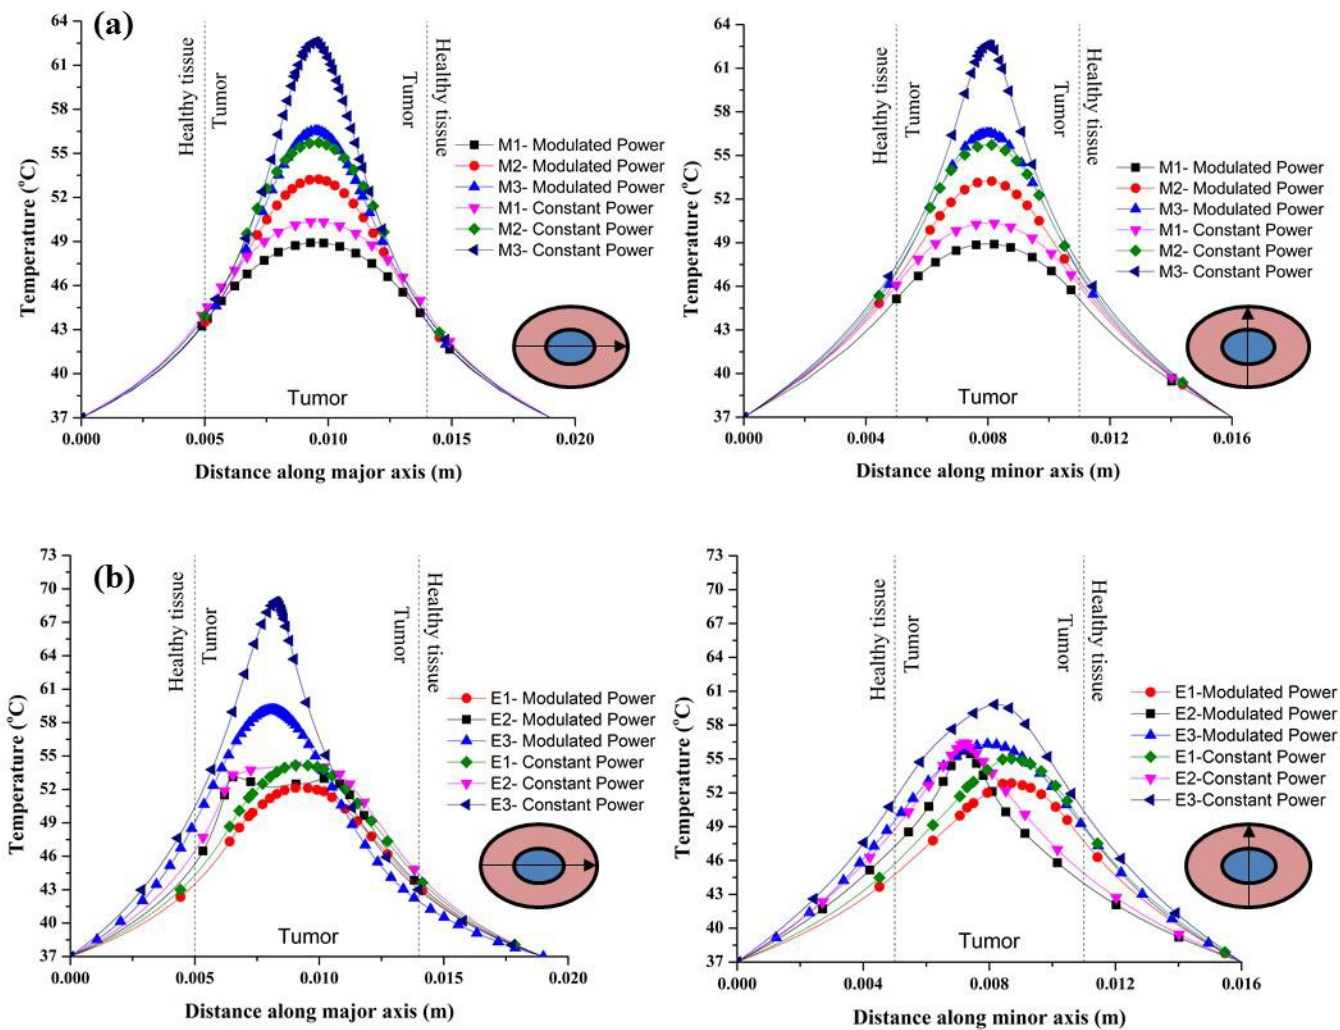 (a)
64
61
58
55
52
49
46
43
40
37
Temperature (°C)
Healthy tissue
Tumor
Tumor
Healthy tissue
M1- Modulated Power
M2- Modulated Power
M3- Modulated Power
M1- Constant Power
M2- Constant Power
M3- Constant Power
Tumor
0.000 0.005 0.010 0.015 0.020
Distance along major axis (m)
64
61
58
55
52
49
46
43
40
37
Temperature (°C)
Healthy tissue
Tumor
Tumor
Healthy tissue
M1- Modulated Power
M2- Modulated Power
M3- Modulated Power
M1- Constant Power
M2- Constant Power
M3- Constant Power
Tumor
0.000 0.004 0.008 0.012 0.016
Distance along minor axis (m)
(b)
73
70
67
64
61
58
55
52
49
46
43
40
37
Temperature (°C)
Healthy tissue
Tumor
Tumor
Healthy tissue
E1- Modulated Power
E2- Modulated Power
E3- Modulated Power
E1- Constant Power
E2- Constant Power
E3- Constant Power
Tumor
0.000 0.005 0.010 0.015 0.020
Distance along major axis (m)
73
70
67
64
61
58
55
52
49
46
43
40
37
Temperature (°C)
Healthy tissue
Tumor
Tumor
Healthy tissue
E1-Modulated Power
E2-Modulated Power
E3-Modulated Power
E1-Constant Power
E2-Constant Power
E3-Constant Power
Tumor
0.000 0.004 0.008 0.012 0.016
Distance along minor axis (m)